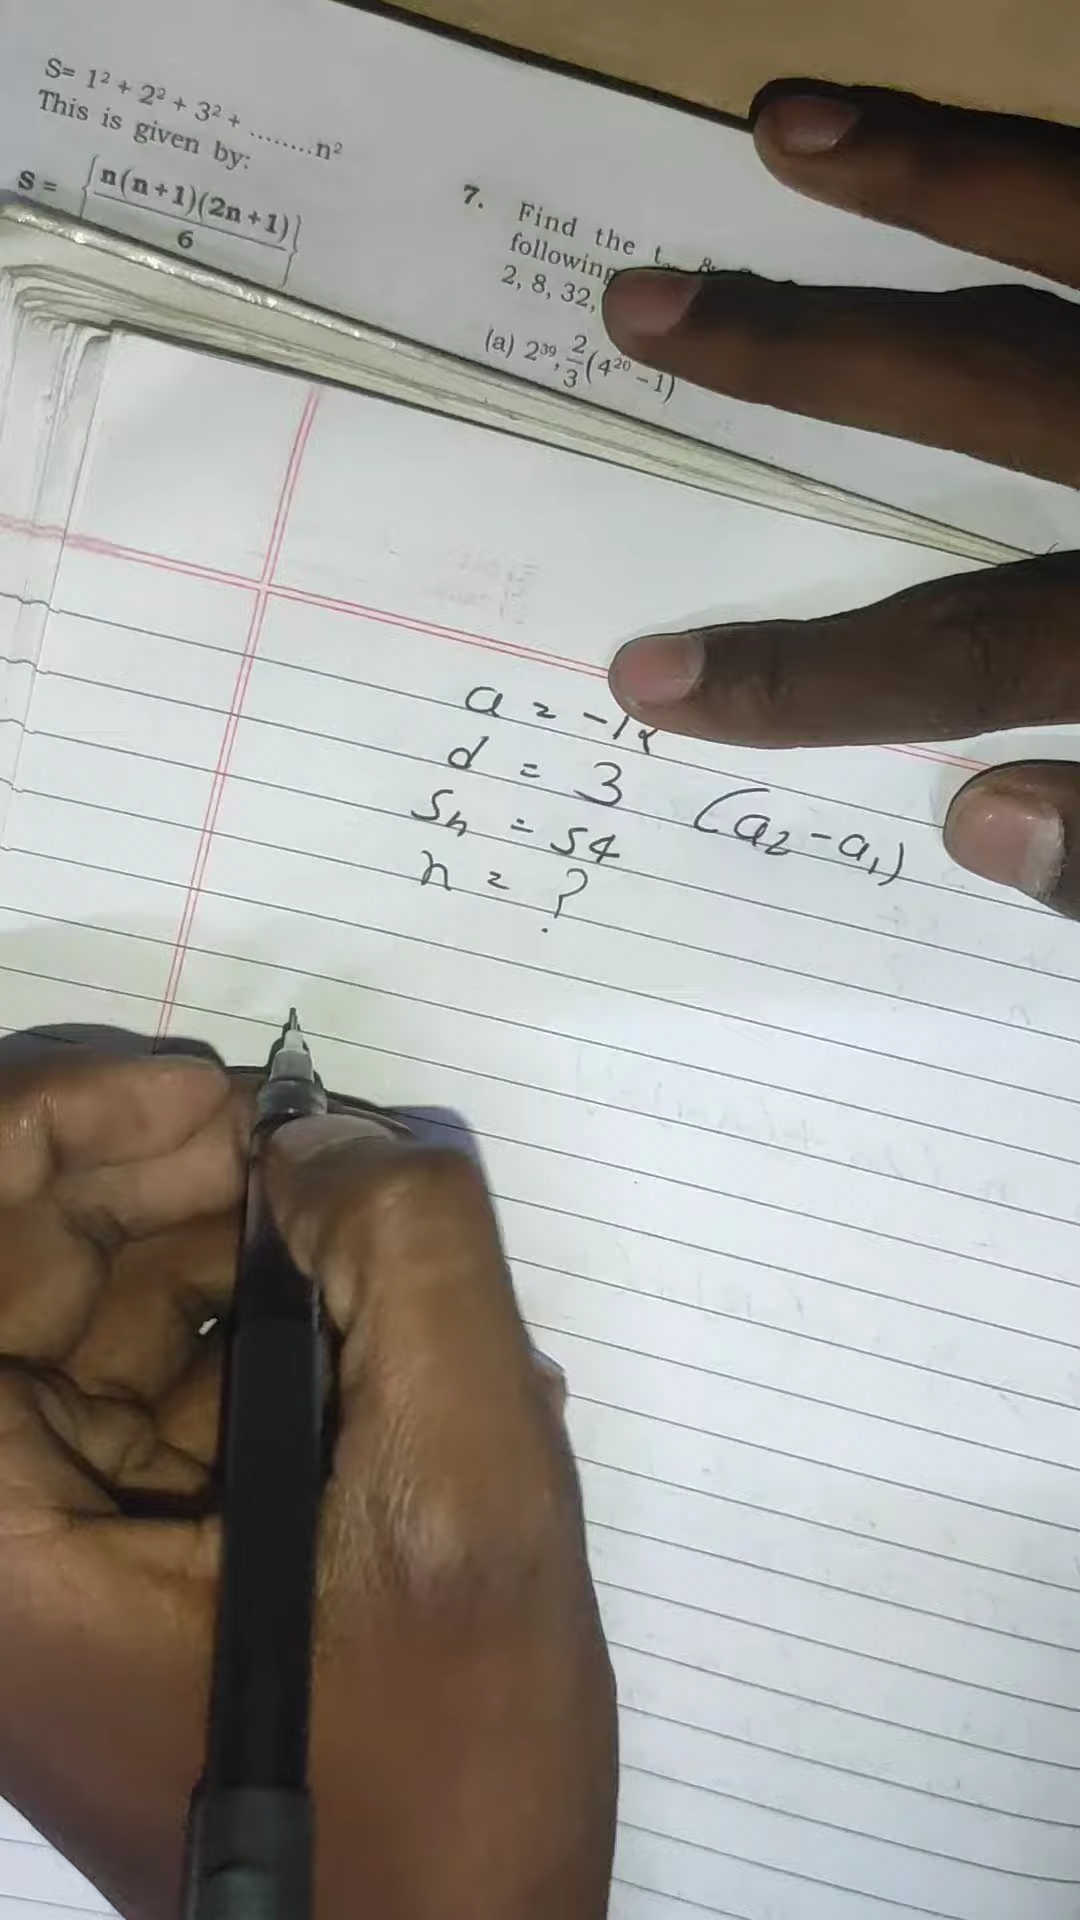 S= 1² + 2² + 3² + ........n²
This is given by:
S = {n(n+1)(2n+1)/6}
7. Find the t
following
2, 8, 32,
(a) 2³⁹, 2/3(4²⁰ - 1)
a = -12
d = 3 (a₂ - a₁)
Sn = 54
n = ?